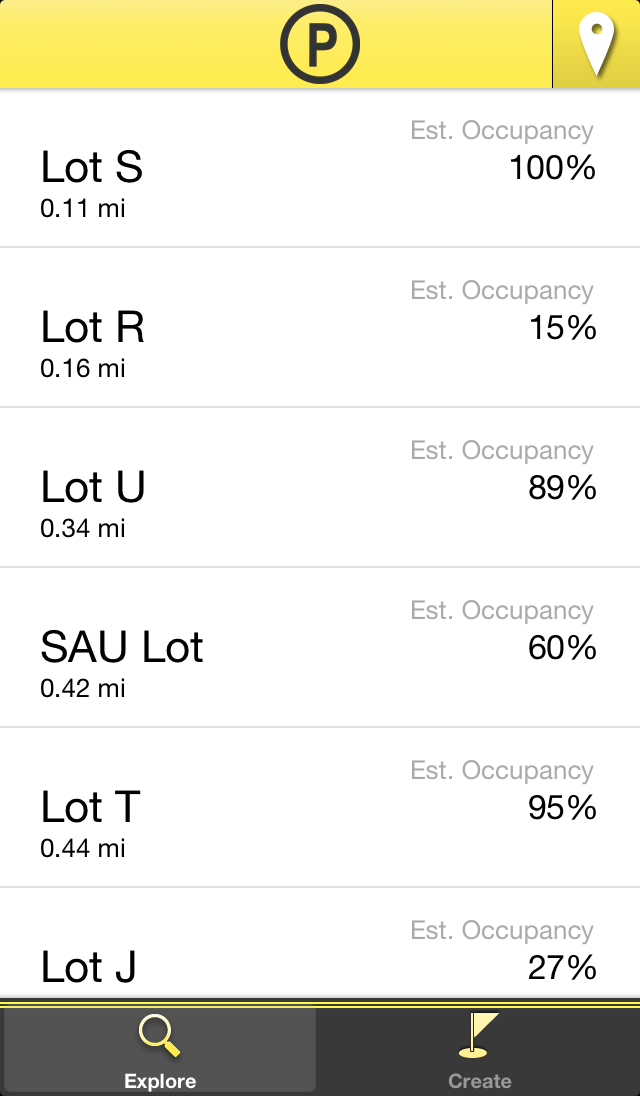 P
Est. Occupancy
Lot S
100%
0.11 mi
Est. Occupancy
Lot R
15%
0.16 mi
Est. Occupancy
Lot U
89%
0.34 mi
Est. Occupancy
SAU Lot
60%
0.42 mi
Est. Occupancy
Lot T
95%
0.44 mi
Est. Occupancy
Lot J
27%
Explore
Create